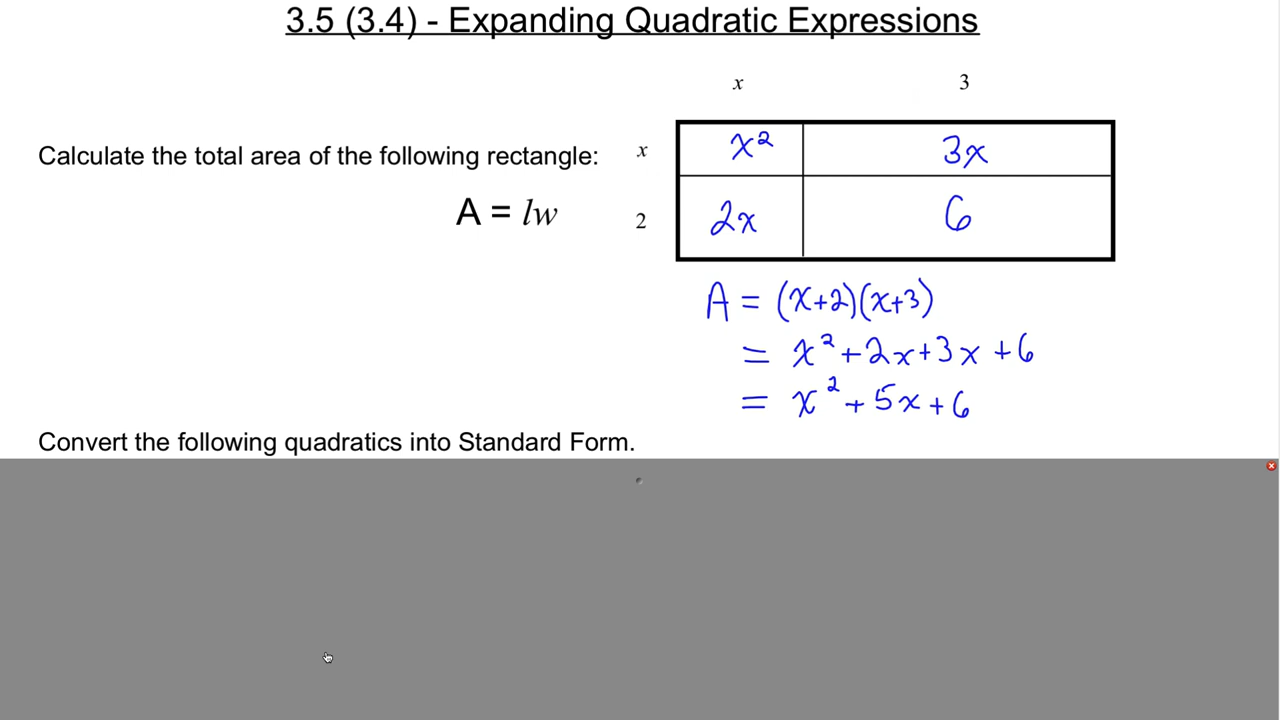 3.5 (3.4) - Expanding Quadratic Expressions
x 3
Calculate the total area of the following rectangle:
x x² 3x
A = lw
2 2x 6
A = (x+2)(x+3)
= x² + 2x + 3x + 6
= x² + 5x + 6
Convert the following quadratics into Standard Form.